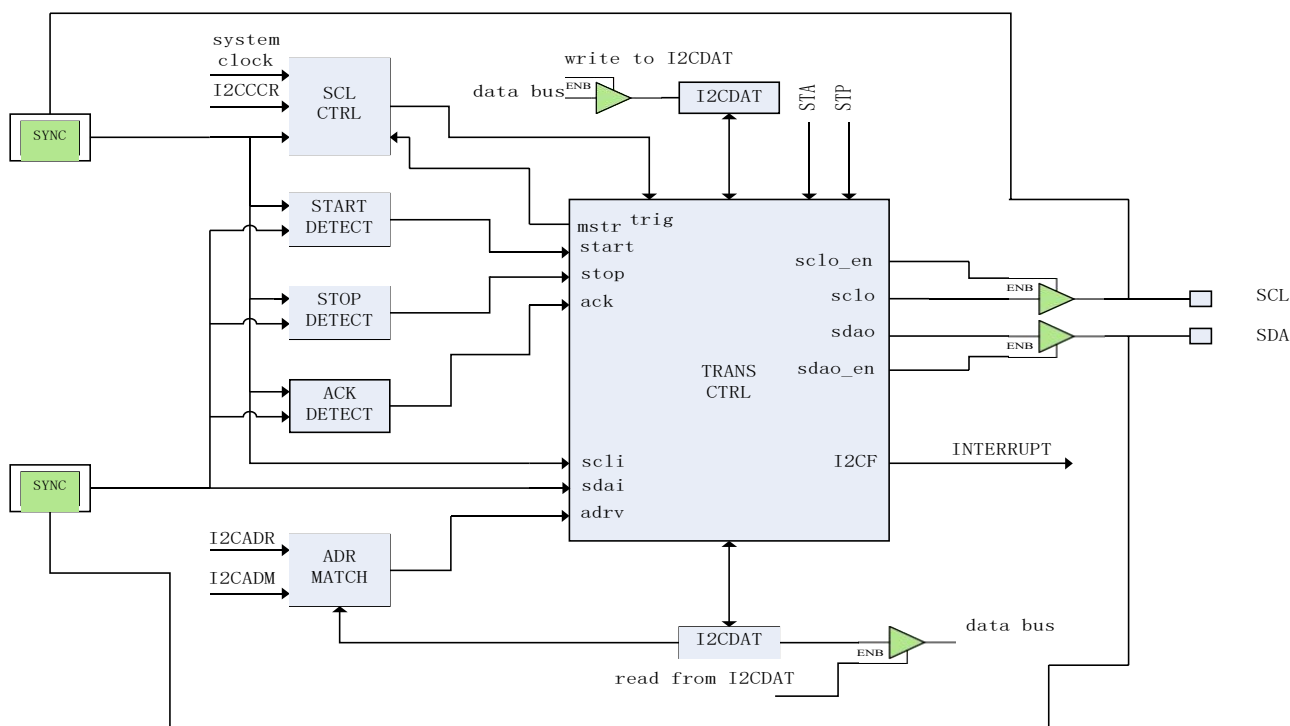 system
clock
I2CCCR
SCL
CTRL
write to I2CDAT
data bus
ENB
I2CDAT
STA
STP
SYNC
START
DETECT
mstr
trig
start
stop
ack
sclo_en
sclo
sdao
sdao_en
ENB
ENB
SCL
SDA
STOP
DETECT
TRANS
CTRL
ACK
DETECT
scli
sdai
adrv
I2CF
INTERRUPT
SYNC
I2CADR
I2CADM
ADR
MATCH
I2CDAT
ENB
data bus
read from I2CDAT